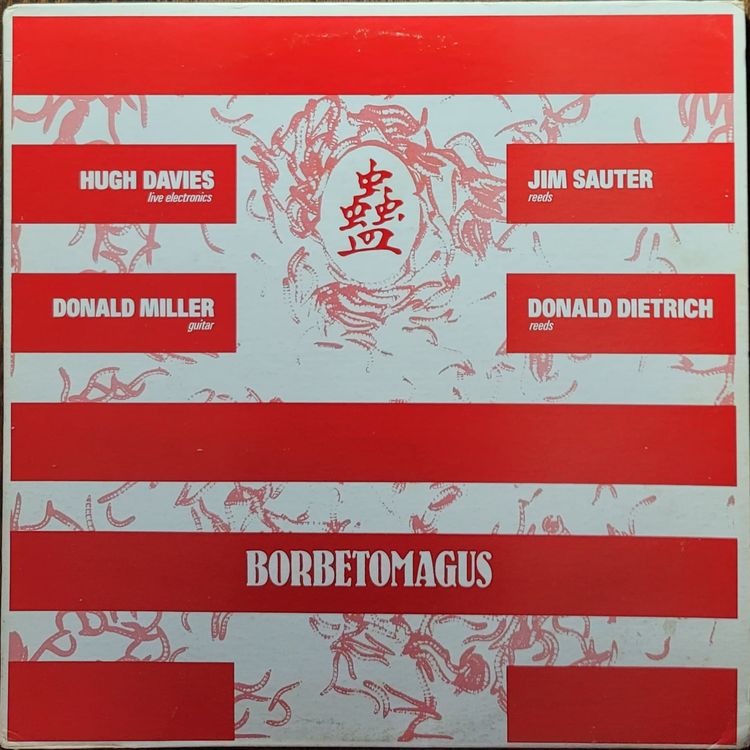 HUGH DAVIES
live electronics
JIM SAUTER
reeds
蠱
DONALD MILLER
guitar
DONALD DIETRICH
reeds
BORBETOMAGUS